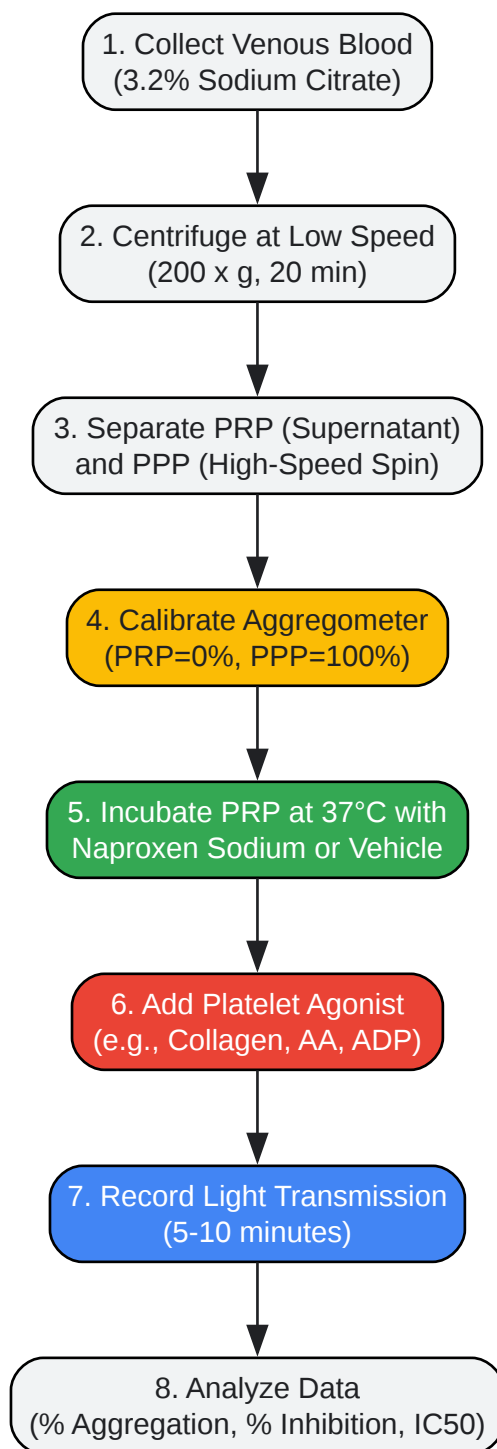 1. Collect Venous Blood
(3.2% Sodium Citrate)
2. Centrifuge at Low Speed
(200 x g, 20 min)
3. Separate PRP (Supernatant)
and PPP (High-Speed Spin)
4. Calibrate Aggregometer
(PRP=0%, PPP=100%)
5. Incubate PRP at 37°C with
Naproxen Sodium or Vehicle
6. Add Platelet Agonist
(e.g., Collagen, AA, ADP)
7. Record Light Transmission
(5-10 minutes)
8. Analyze Data
(% Aggregation, % Inhibition, IC50)